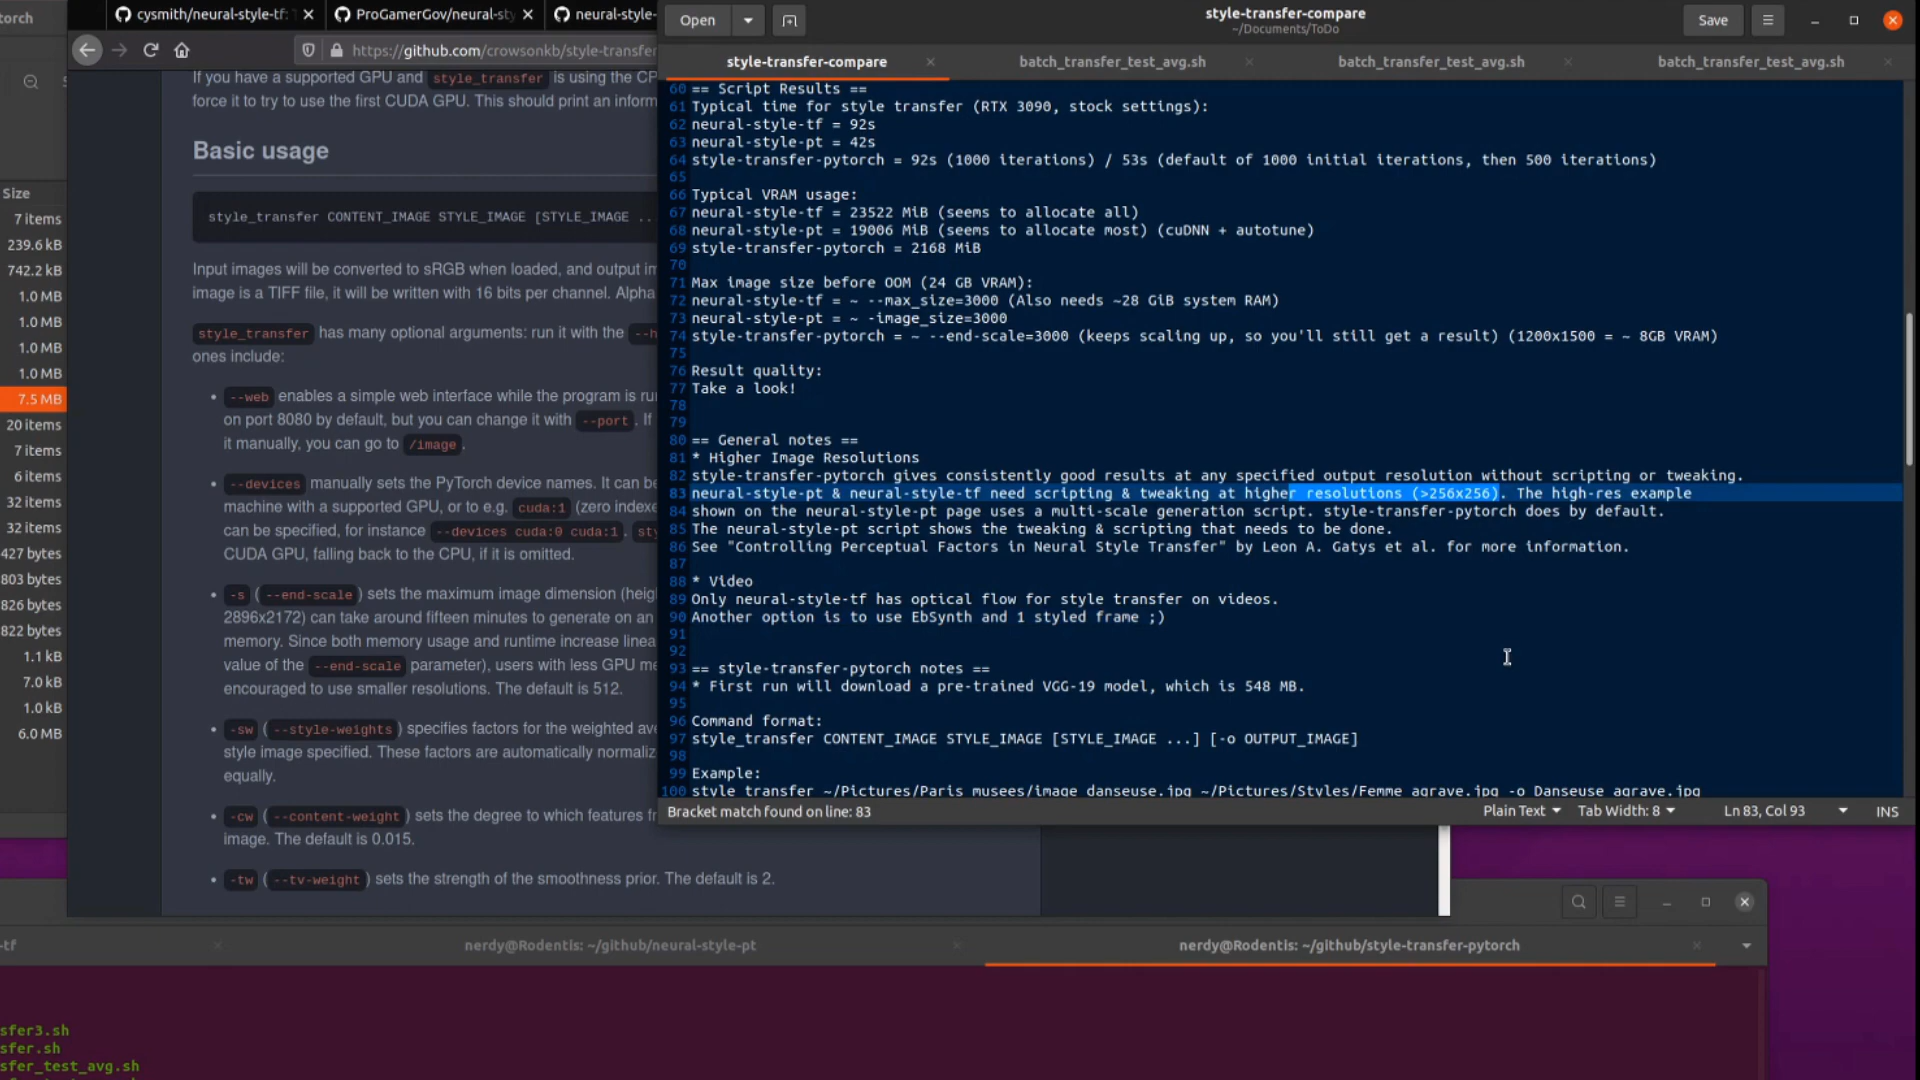 torch
Size
7 items
239.6 kB
742.2 kB
1.0 MB
1.0 MB
1.0 MB
1.0 MB
7.5 MB
20 items
7 items
6 items
32 items
32 items
427 bytes
803 bytes
826 bytes
822 bytes
1.1 kB
7.0 kB
1.0 kB
6.0 MB
cysmith/neural-style-tf:
ProGamerGov/neural-sty
neural-style-
https://github.com/crowsonkb/style-transfer
If you have a supported GPU and style_transfer is using the CP
force it to try to use the first CUDA GPU. This should print an inform
Basic usage
style_transfer CONTENT_IMAGE STYLE_IMAGE [STYLE_IMAGE ...
Input images will be converted to sRGB when loaded, and output im
image is a TIFF file, it will be written with 16 bits per channel. Alpha
style_transfer has many optional arguments: run it with the --h
ones include:
• --web enables a simple web interface while the program is ru
on port 8080 by default, but you can change it with --port. If
it manually, you can go to /image.
• --devices manually sets the PyTorch device names. It can be
machine with a supported GPU, or to e.g. cuda:1 (zero indexe
can be specified, for instance --devices cuda:0 cuda:1. sty
CUDA GPU, falling back to the CPU, if it is omitted.
• -s (--end-scale) sets the maximum image dimension (heig
2896x2172) can take around fifteen minutes to generate on an
memory. Since both memory usage and runtime increase linea
value of the --end-scale parameter), users with less GPU me
encouraged to use smaller resolutions. The default is 512.
• -sw (--style-weights) specifies factors for the weighted ave
style image specified. These factors are automatically normaliz
equally.
• -cw (--content-weight) sets the degree to which features fr
image. The default is 0.015.
• -tw (--tv-weight) sets the strength of the smoothness prior. The default is 2.
Open
style-transfer-compare
~/Documents/ToDo
Save
style-transfer-compare
batch_transfer_test_avg.sh
batch_transfer_test_avg.sh
batch_transfer_test_avg.sh
60 == Script Results ==
61 Typical time for style transfer (RTX 3090, stock settings):
62 neural-style-tf = 92s
63 neural-style-pt = 42s
64 style-transfer-pytorch = 92s (1000 iterations) / 53s (default of 1000 initial iterations, then 500 iterations)
65
66 Typical VRAM usage:
67 neural-style-tf = 23522 MiB (seems to allocate all)
68 neural-style-pt = 19006 MiB (seems to allocate most) (cuDNN + autotune)
69 style-transfer-pytorch = 2168 MiB
70
71 Max image size before OOM (24 GB VRAM):
72 neural-style-tf = ~ --max_size=3000 (Also needs ~28 GiB system RAM)
73 neural-style-pt = ~ -image_size=3000
74 style-transfer-pytorch = ~ --end-scale=3000 (keeps scaling up, so you'll still get a result) (1200x1500 = ~ 8GB VRAM)
75
76 Result quality:
77 Take a look!
78
79
80 == General notes ==
81 * Higher Image Resolutions
82 style-transfer-pytorch gives consistently good results at any specified output resolution without scripting or tweaking.
83 neural-style-pt & neural-style-tf need scripting & tweaking at higher resolutions (>256x256). The high-res example
84 shown on the neural-style-pt page uses a multi-scale generation script. style-transfer-pytorch does by default.
85 The neural-style-pt script shows the tweaking & scripting that needs to be done.
86 See "Controlling Perceptual Factors in Neural Style Transfer" by Leon A. Gatys et al. for more information.
87
88 * Video
89 Only neural-style-tf has optical flow for style transfer on videos.
90 Another option is to use EbSynth and 1 styled frame ;)
91
92
93 == style-transfer-pytorch notes ==
94 * First run will download a pre-trained VGG-19 model, which is 548 MB.
95
96 Command format:
97 style_transfer CONTENT_IMAGE STYLE_IMAGE [STYLE_IMAGE ...] [-o OUTPUT_IMAGE]
98
99 Example:
100 style_transfer ~/Pictures/Paris_musees/image_danseuse.jpg ~/Pictures/Styles/Femme_agrave.jpg -o Danseuse_agrave.jpg
Bracket match found on line: 83
Plain Text
Tab Width: 8
Ln 83, Col 93
INS
-tf
nerdy@Rodentis: ~/github/neural-style-pt
nerdy@Rodentis: ~/github/style-transfer-pytorch
sfer3.sh
sfer.sh
sfer_test_avg.sh